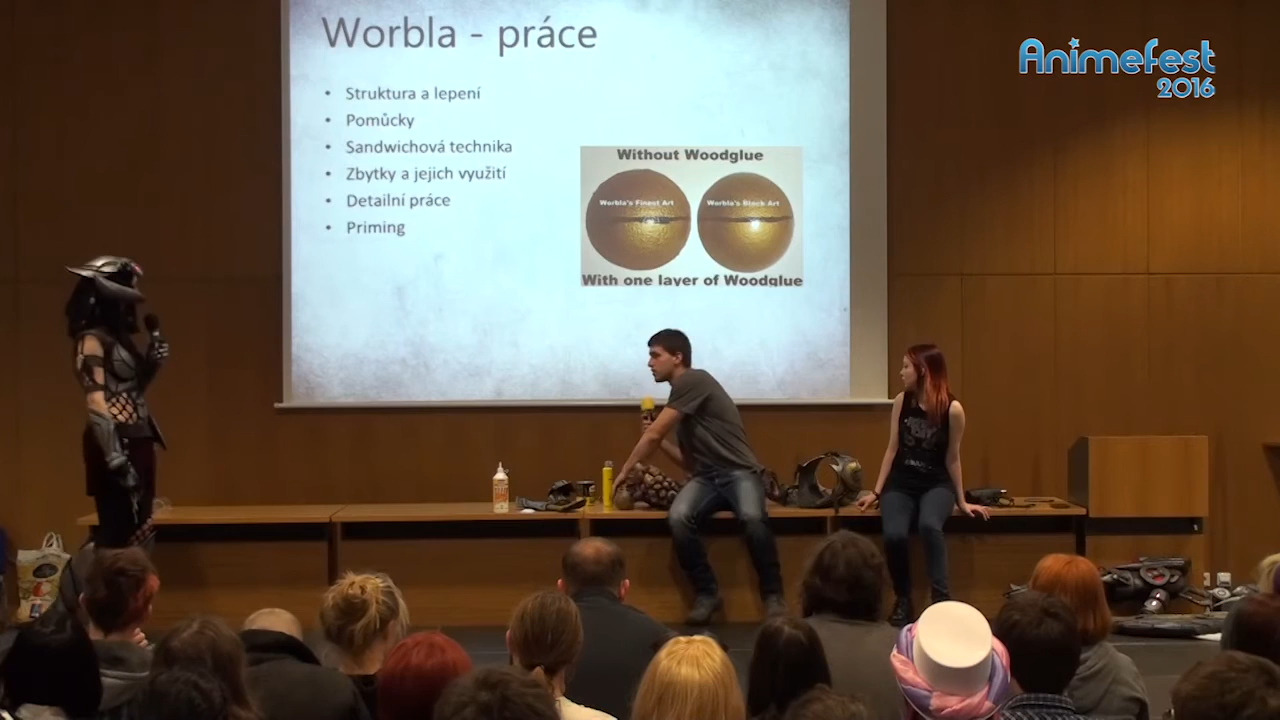 Worbla - práce
AnimeFest
2016
• Struktura a lepení
• Pomůcky
• Sandwichová technika
• Zbytky a jejich využití
• Detailní práce
• Priming
Without Woodglue
Worbla's Finest Art
Worbla's Black Art
With one layer of Woodglue